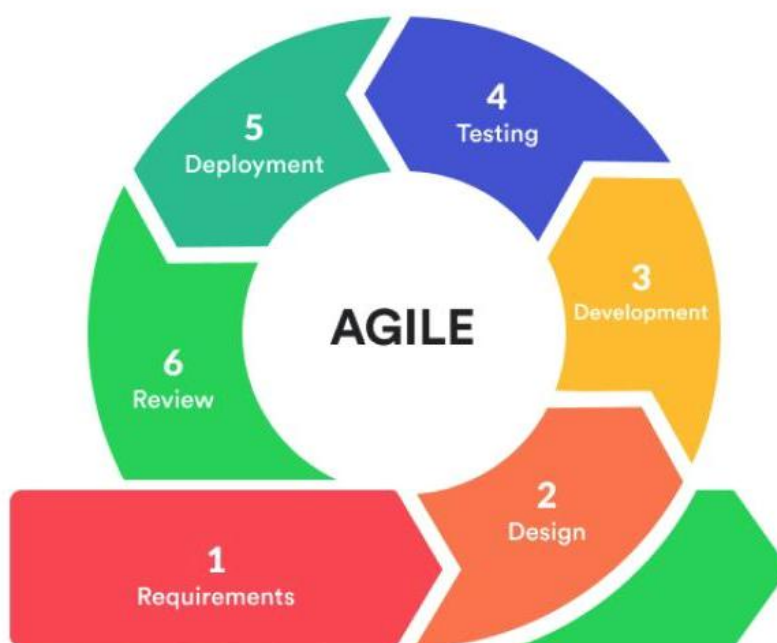 AGILE
1
Requirements
2
Design
3
Development
4
Testing
5
Deployment
6
Review